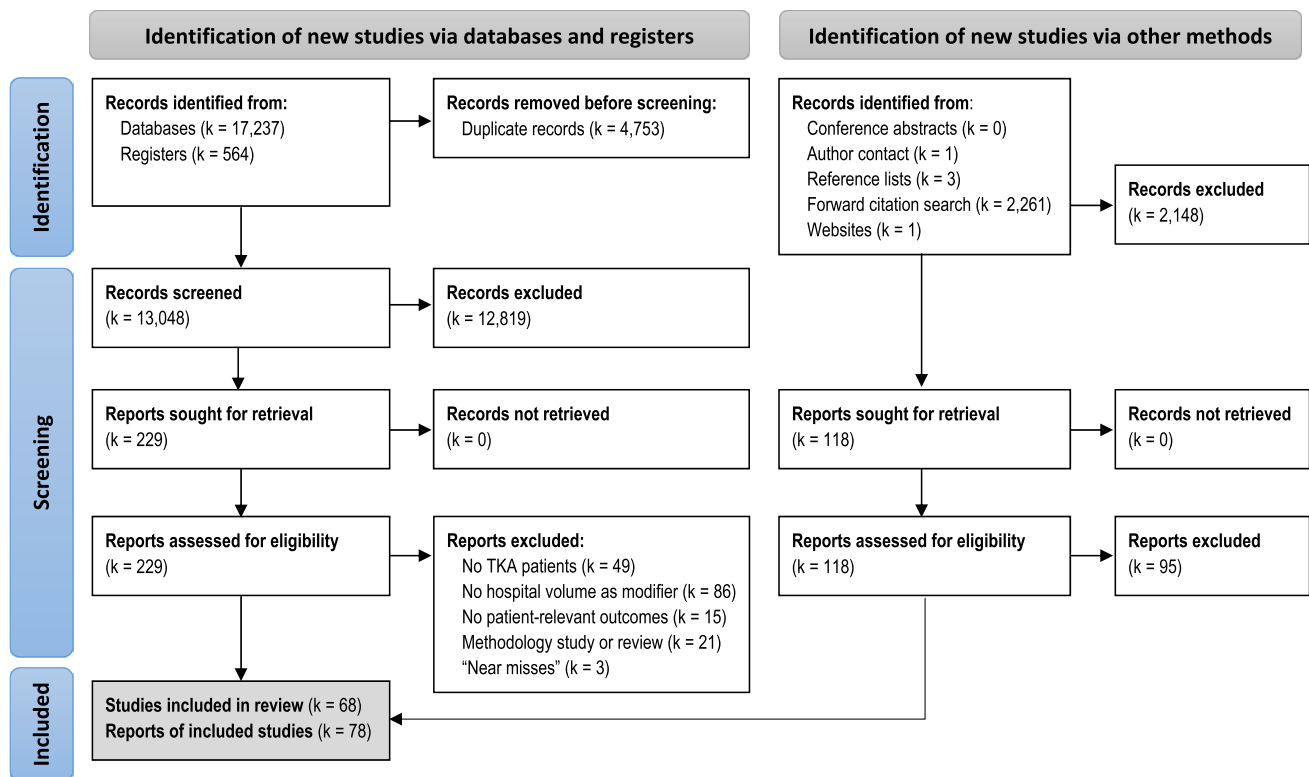 Identification of new studies via databases and registers
Identification of new studies via other methods
Identification
Records identified from:
Databases (k = 17,237)
Registers (k = 564)
Records removed before screening:
Duplicate records (k = 4,753)
Records identified from:
Conference abstracts (k = 0)
Author contact (k = 1)
Reference lists (k = 3)
Forward citation search (k = 2,261)
Websites (k = 1)
Records excluded
(k = 2,148)
Screening
Records screened
(k = 13,048)
Records excluded
(k = 12,819)
Reports sought for retrieval
(k = 229)
Records not retrieved
(k = 0)
Reports sought for retrieval
(k = 118)
Records not retrieved
(k = 0)
Reports assessed for eligibility
(k = 229)
Reports excluded:
No TKA patients (k = 49)
No hospital volume as modifier (k = 86)
No patient-relevant outcomes (k = 15)
Methodology study or review (k = 21)
“Near misses” (k = 3)
Reports assessed for eligibility
(k = 118)
Reports excluded
(k = 95)
Included
Studies included in review (k = 68)
Reports of included studies (k = 78)